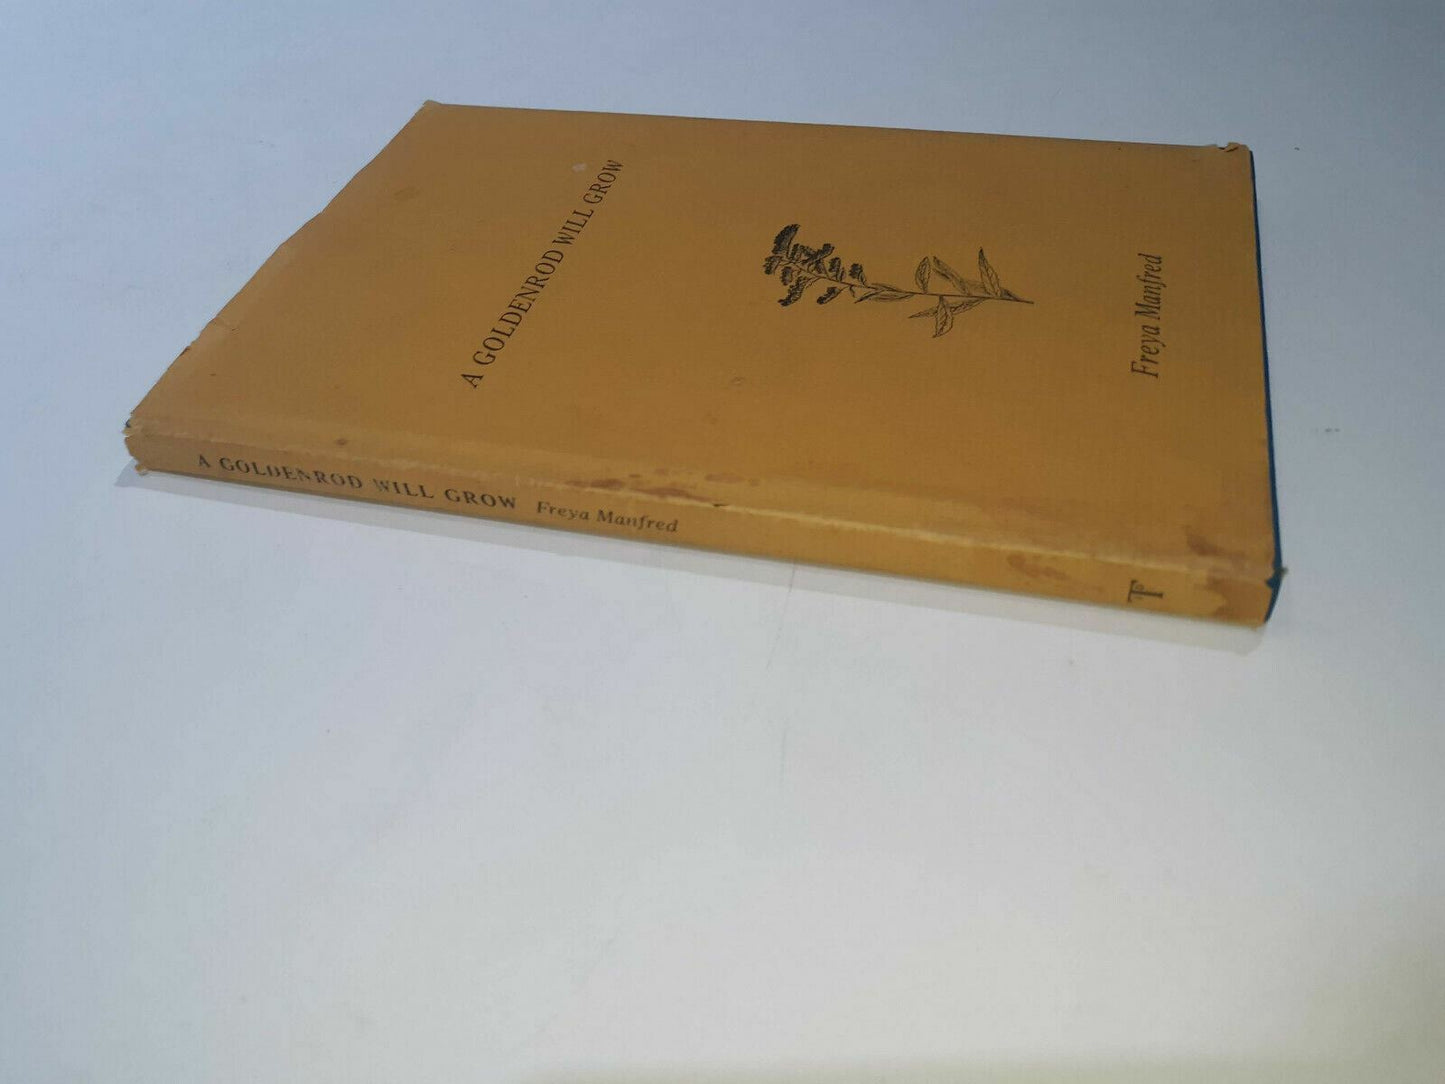 A GOLDENROD WILL GROW
Freya Manfred
A GOLDENROD WILL GROW Freya Manfred
T